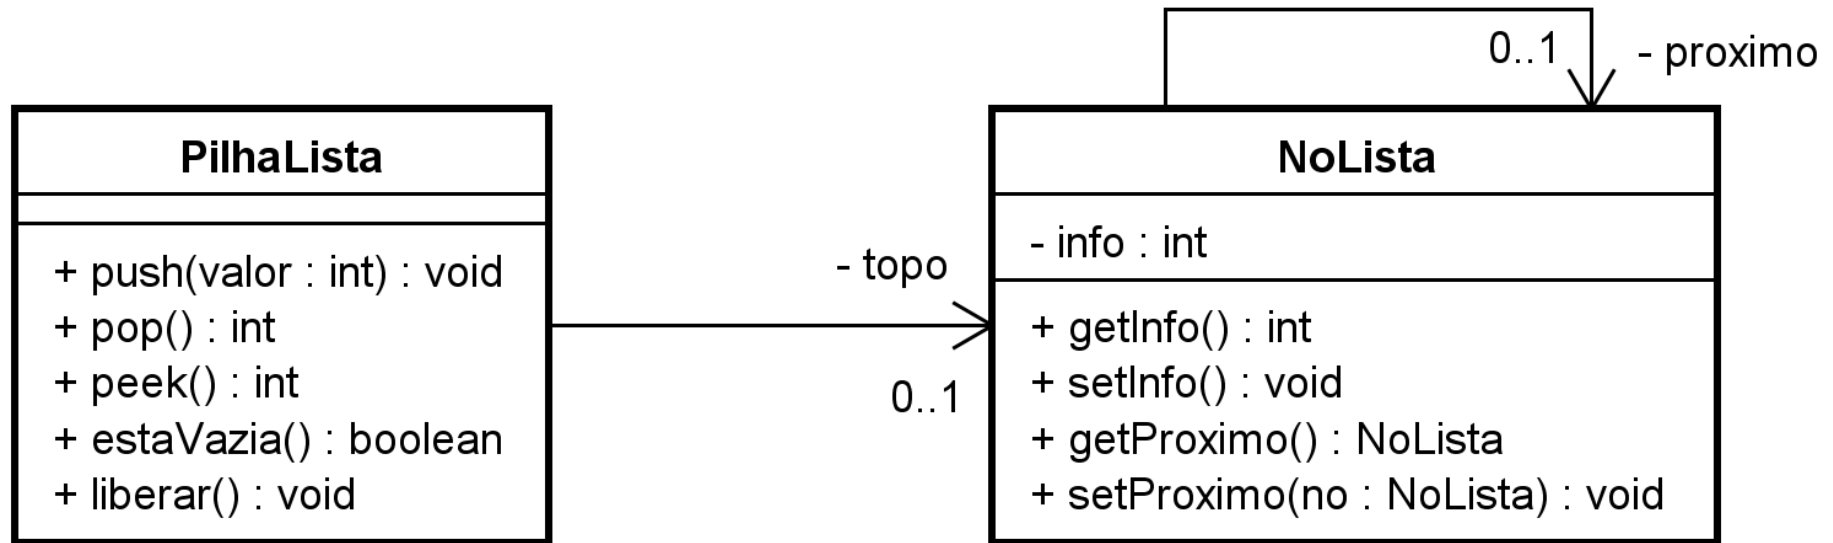 0..1
- proximo
PilhaLista
+ push(valor : int) : void
+ pop() : int
+ peek() : int
+ estaVazia() : boolean
+ liberar() : void
- topo
0..1
NoLista
- info : int
+ getInfo() : int
+ setInfo() : void
+ getProximo() : NoLista
+ setProximo(no : NoLista) : void